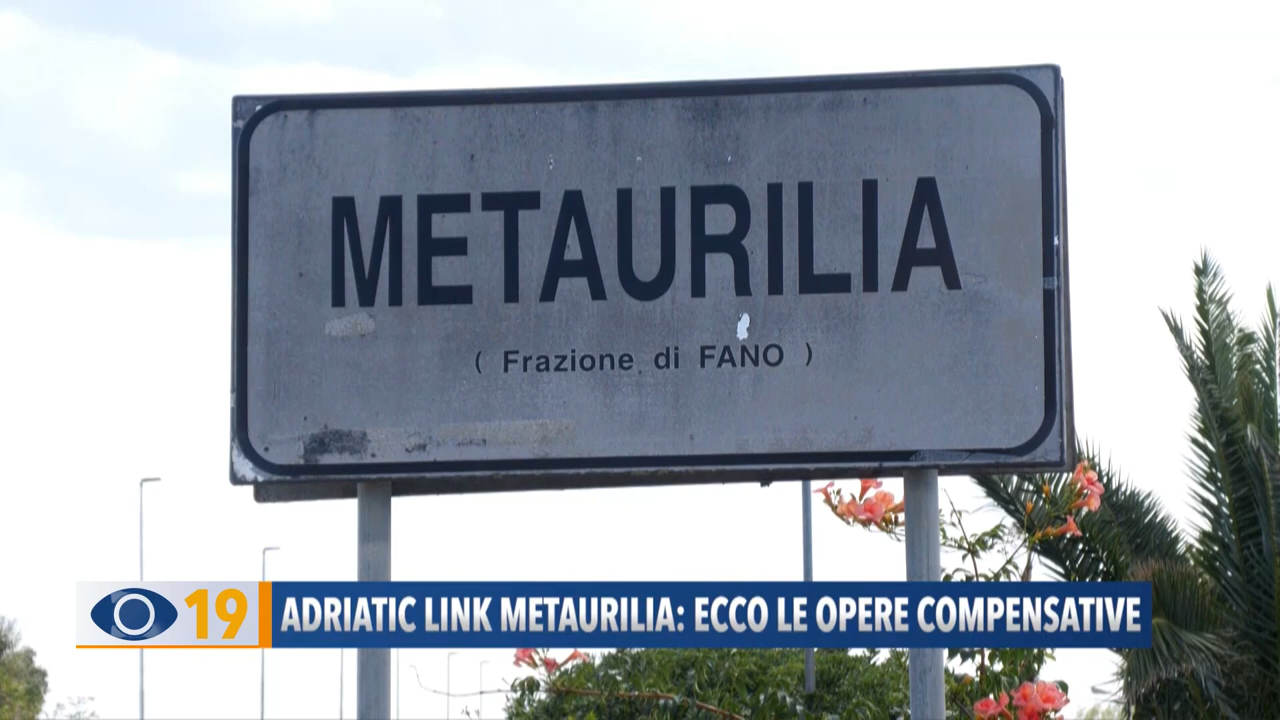 METAURILIA
( Frazione di FANO )
19
ADRIATIC LINK METAURILIA: ECCO LE OPERE COMPENSATIVE